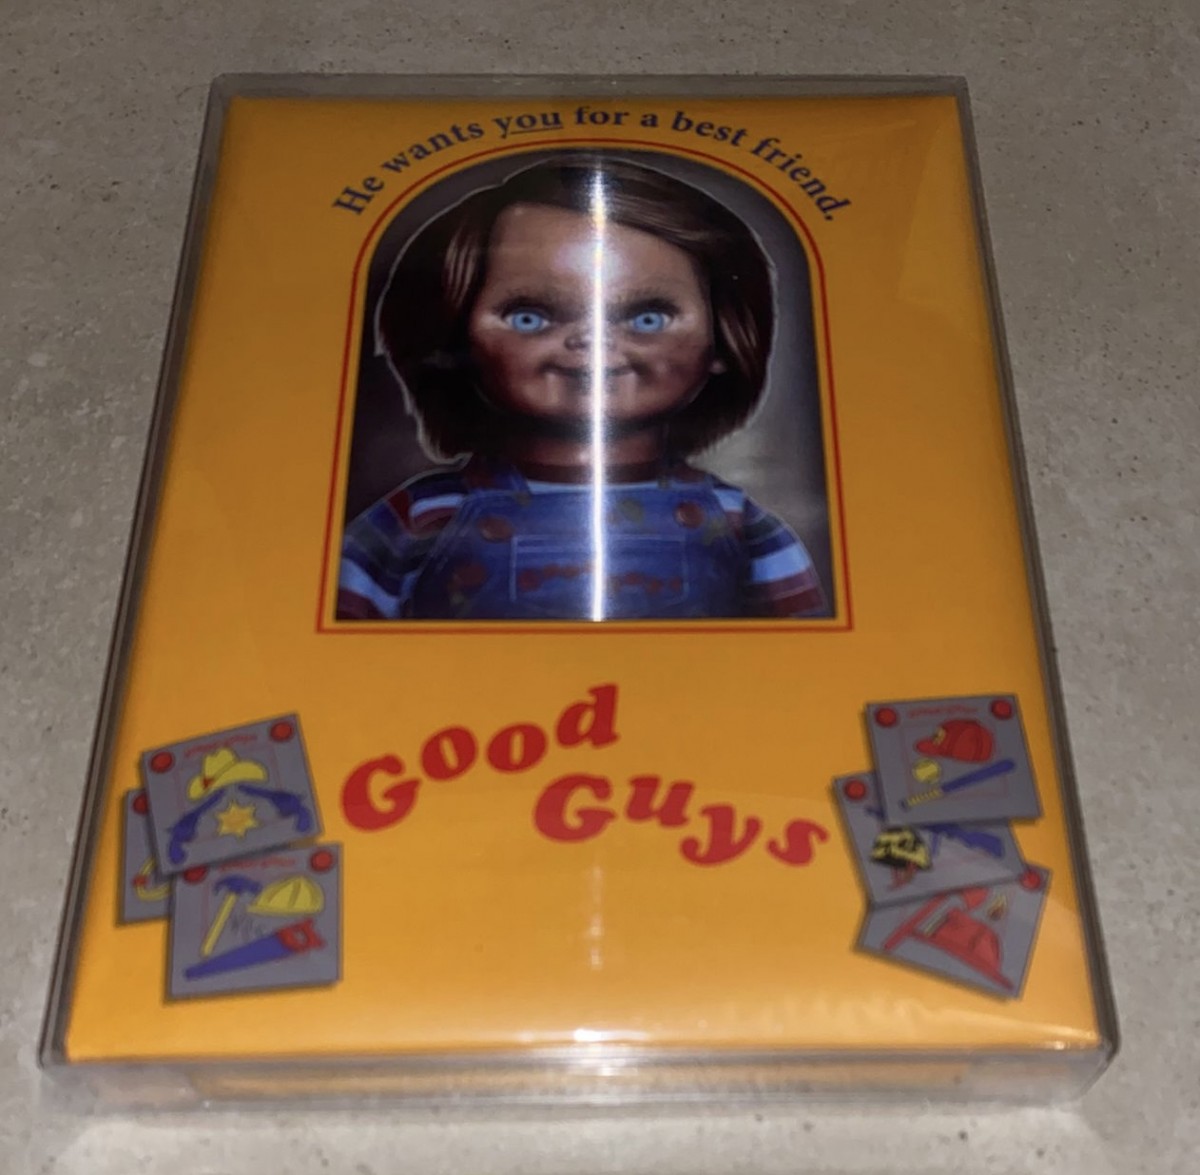 He wants you for a best friend.
Good
Guys